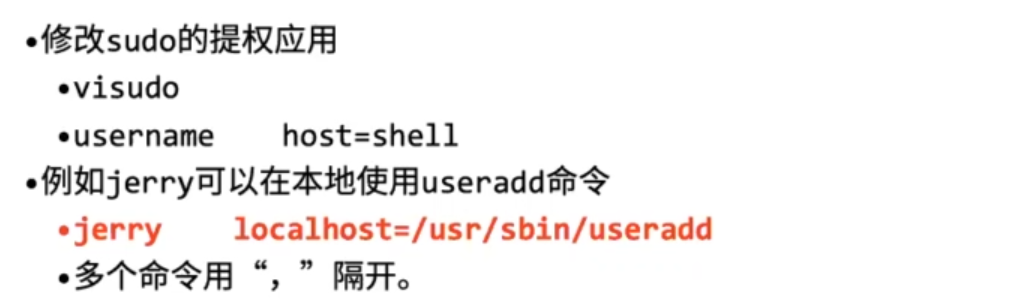 •修改sudo的提权应用
•visudo
•username    host=shell
•例如jerry可以在本地使用useradd命令
•jerry    localhost=/usr/sbin/useradd
•多个命令用“，”隔开。